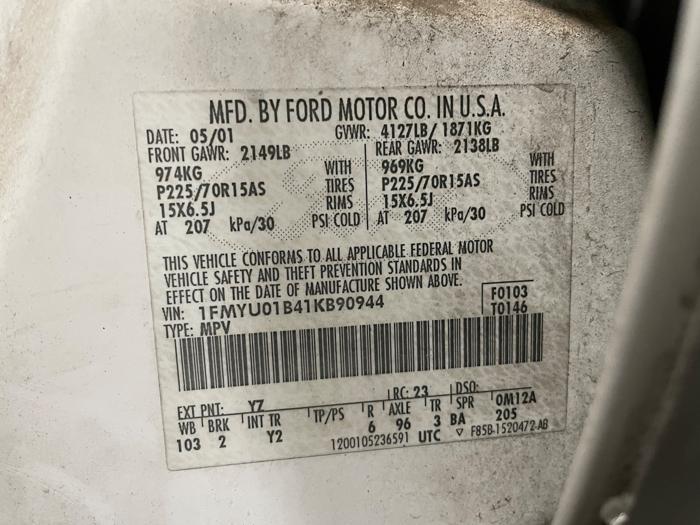 MFD. BY FORD MOTOR CO. IN U.S.A.
DATE: 05/01 GVWR: 4127LB/ 1871KG
FRONT GAWR: 2149LB REAR GAWR: 2138LB
974KG WITH 969KG WITH
P225/70R15AS TIRES P225/70R15AS TIRES
15X6.5J RIMS 15X6.5J RIMS
AT 207 kPa/30 PSI COLD AT 207 kPa/30 PSI COLD
THIS VEHICLE CONFORMS TO ALL APPLICABLE FEDERAL MOTOR
VEHICLE SAFETY AND THEFT PREVENTION STANDARDS IN
EFFECT ON THE DATE OF MANUFACTURE SHOWN ABOVE.
VIN: 1FMYU01B41KB90944 F0103
TYPE: MPV T0146
EXT PNT: YZ RC: 23 DSO:
WB BRK INT TR TP/PS R AXLE TR SPR 0M12A
103 2 Y2 6 96 3 BA 205
1200105236591 UTC ▽ F85B-1520472-AB